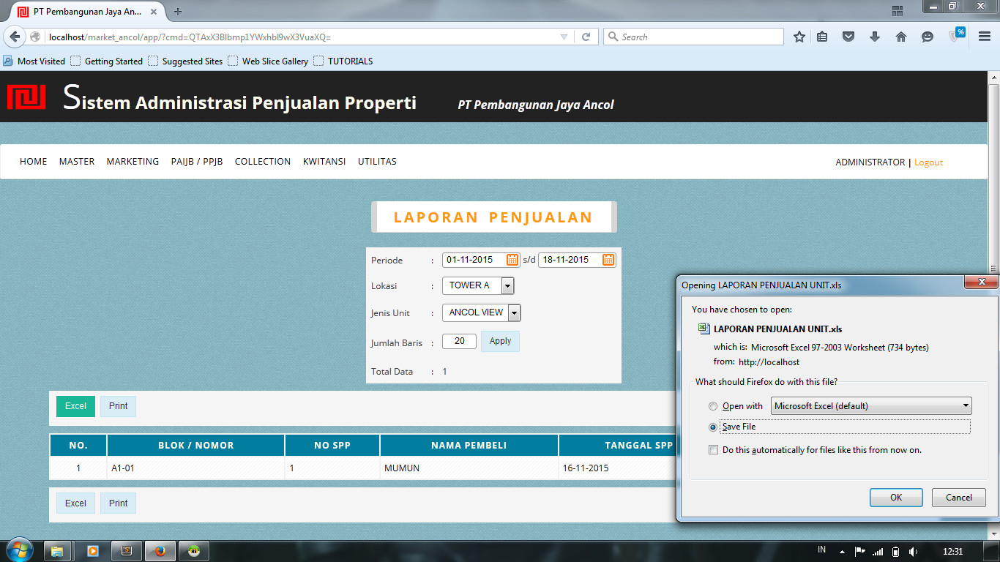 PT Pembangunan Jaya An...
localhost/market_ancol/app/?cmd=QTAxX3Blbmp1YWxhbl9wX3VuaXQ=
Search
%
Most Visited Getting Started Suggested Sites Web Slice Gallery TUTORIALS
Sistem Administrasi Penjualan Properti PT Pembangunan Jaya Ancol
HOME MASTER MARKETING PAIJB / PPJB COLLECTION KWITANSI UTILITAS ADMINISTRATOR | Logout
LAPORAN PENJUALAN
Periode : 01-11-2015 s/d 18-11-2015
Lokasi : TOWER A
Jenis Unit : ANCOL VIEW
Jumlah Baris : 20 Apply
Total Data : 1
Excel Print
NO. BLOK / NOMOR NO SPP NAMA PEMBELI TANGGAL SPP
1 A1-01 1 MUMUN 16-11-2015
Excel Print
Opening LAPORAN PENJUALAN UNIT.xls
You have chosen to open:
LAPORAN PENJUALAN UNIT.xls
which is: Microsoft Excel 97-2003 Worksheet (734 bytes)
from: http://localhost
What should Firefox do with this file?
Open with Microsoft Excel (default)
Save File
Do this automatically for files like this from now on.
OK Cancel
IN 12:31